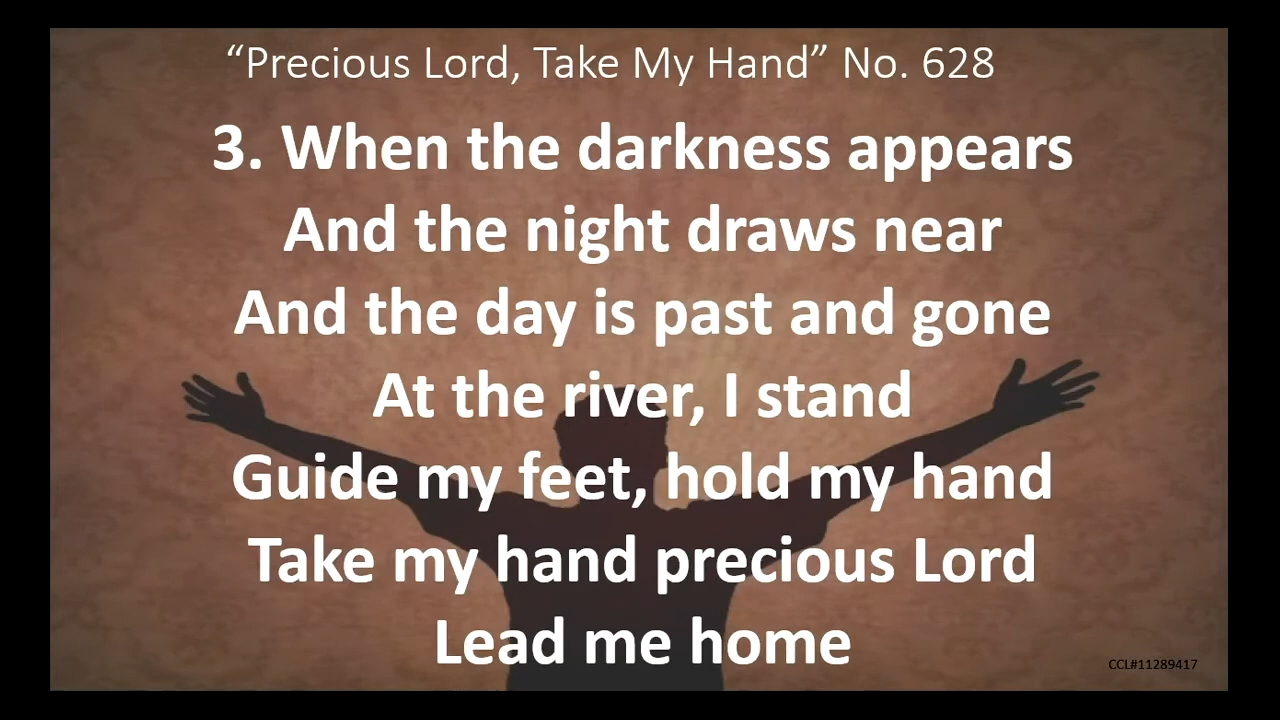 “Precious Lord, Take My Hand” No. 628
3. When the darkness appears
And the night draws near
And the day is past and gone
At the river, I stand
Guide my feet, hold my hand
Take my hand precious Lord
Lead me home
CCL#11289417